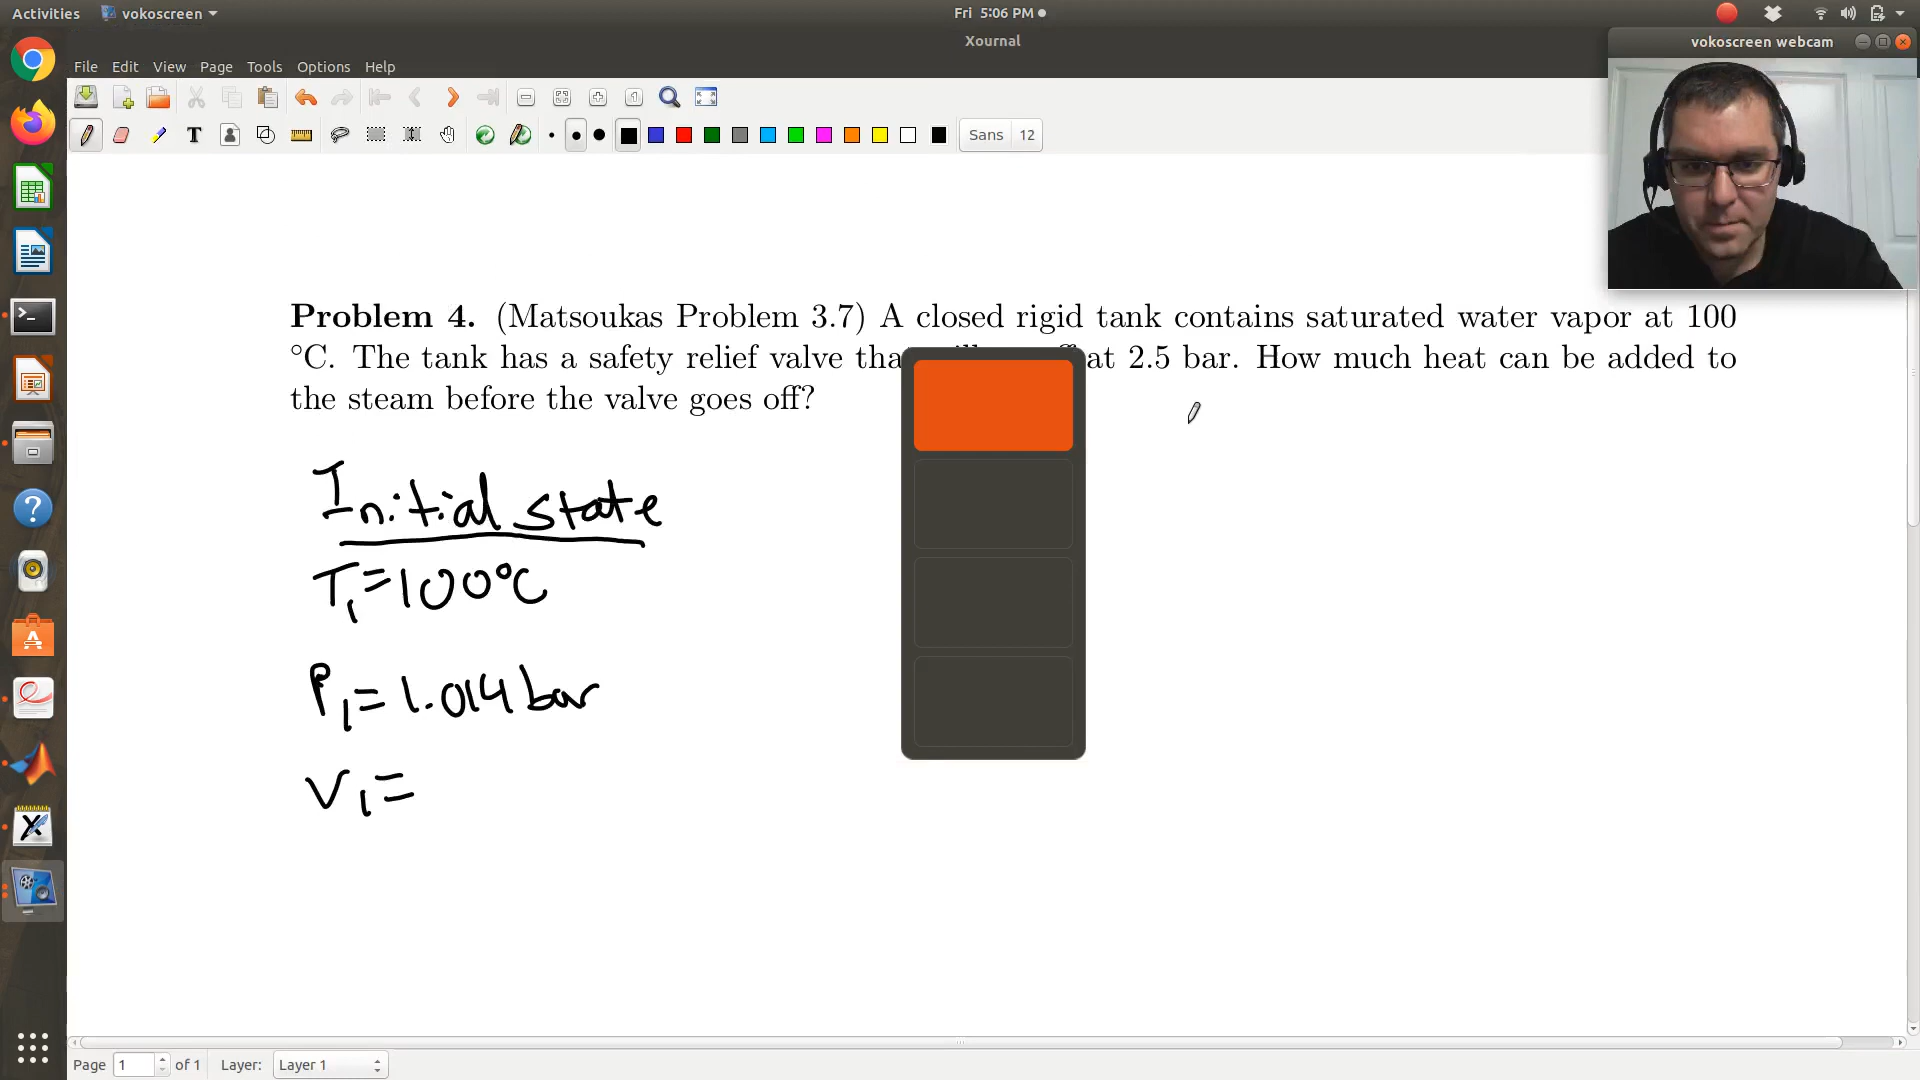 Activities vokoscreen Fri 5:06 PM
Xournal
vokoscreen webcam
File Edit View Page Tools Options Help
Sans 12
Problem 4. (Matsoukas Problem 3.7) A closed rigid tank contains saturated water vapor at 100
°C. The tank has a safety relief valve at 2.5 bar. How much heat can be added to
the steam before the valve goes off?
Initial state
T1=100°C
P1=1.014 bar
V1=
Page 1 of 1 Layer: Layer 1